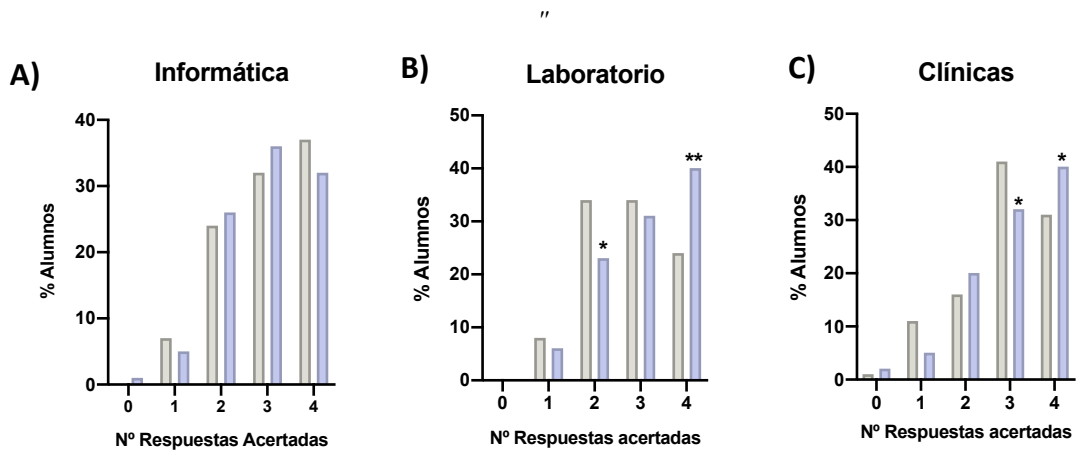 "
A)
Informática
% Alumnos
40
30
20
10
0
0 1 2 3 4
Nº Respuestas Acertadas
B)
Laboratorio
% Alumnos
50
40
30
20
10
0
*
**
0 1 2 3 4
Nº Respuestas acertadas
C)
Clínicas
% Alumnos
50
40
30
20
10
0
*
*
0 1 2 3 4
Nº Respuestas acertadas